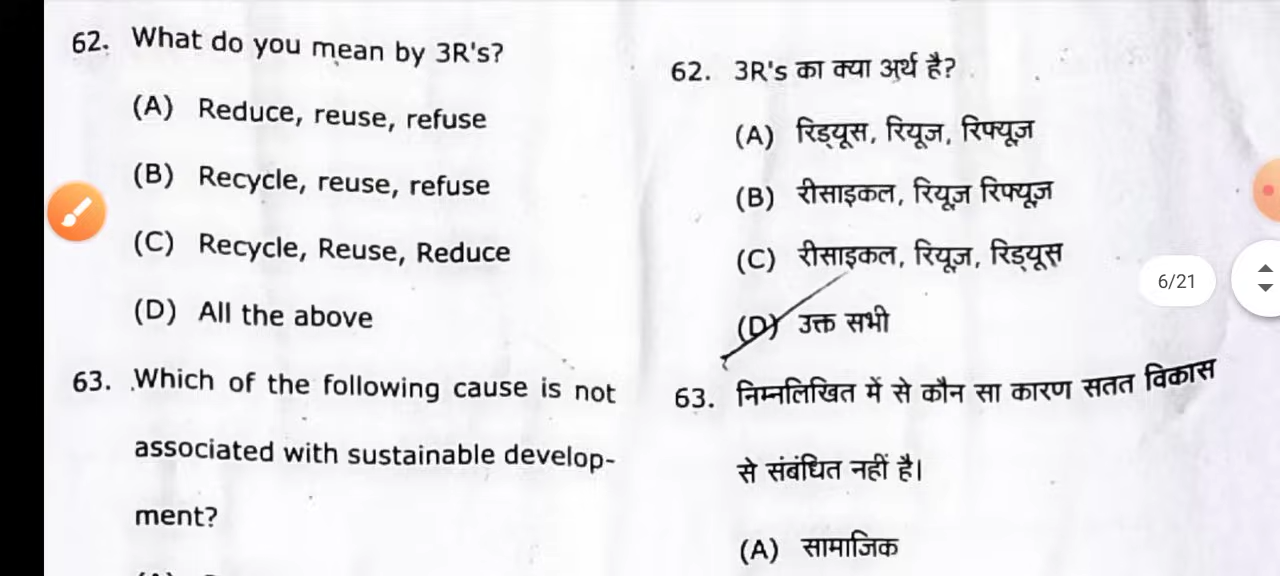 62. What do you mean by 3R's?
(A) Reduce, reuse, refuse
(B) Recycle, reuse, refuse
(C) Recycle, Reuse, Reduce
(D) All the above
63. Which of the following cause is not
associated with sustainable develop-
ment?
62. 3R's का क्या अर्थ है?
(A) रिड्यूस, रियूज, रिफ्यूज़
(B) रीसाइकल, रियूज़ रिफ्यूज़
(C) रीसाइकल, रियूज़, रिड्यूस
(D) उक्त सभी
63. निम्नलिखित में से कौन सा कारण सतत विकास
से संबंधित नहीं है।
(A) सामाजिक
6/21